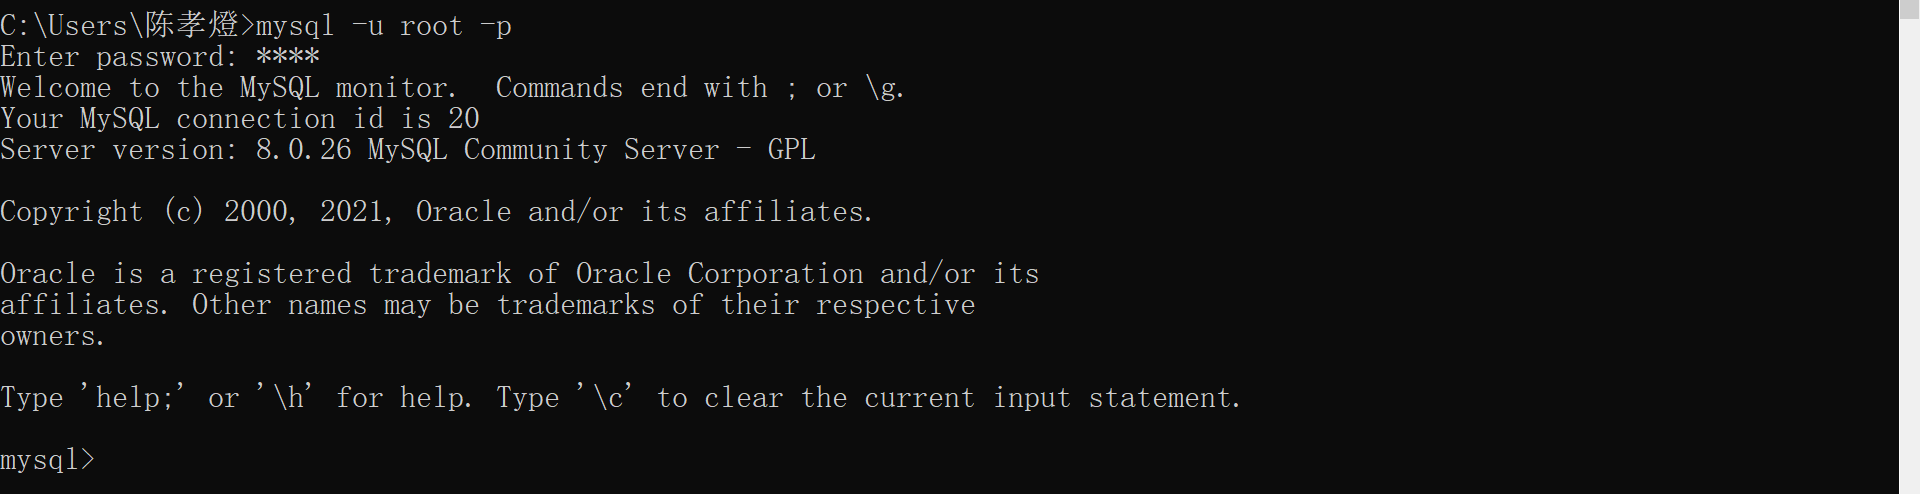 C:\Users\陈孝燈>mysql -u root -p
Enter password: ****
Welcome to the MySQL monitor.  Commands end with ; or \g.
Your MySQL connection id is 20
Server version: 8.0.26 MySQL Community Server - GPL
Copyright (c) 2000, 2021, Oracle and/or its affiliates.
Oracle is a registered trademark of Oracle Corporation and/or its
affiliates. Other names may be trademarks of their respective
owners.
Type 'help;' or '\h' for help. Type '\c' to clear the current input statement.
mysql>